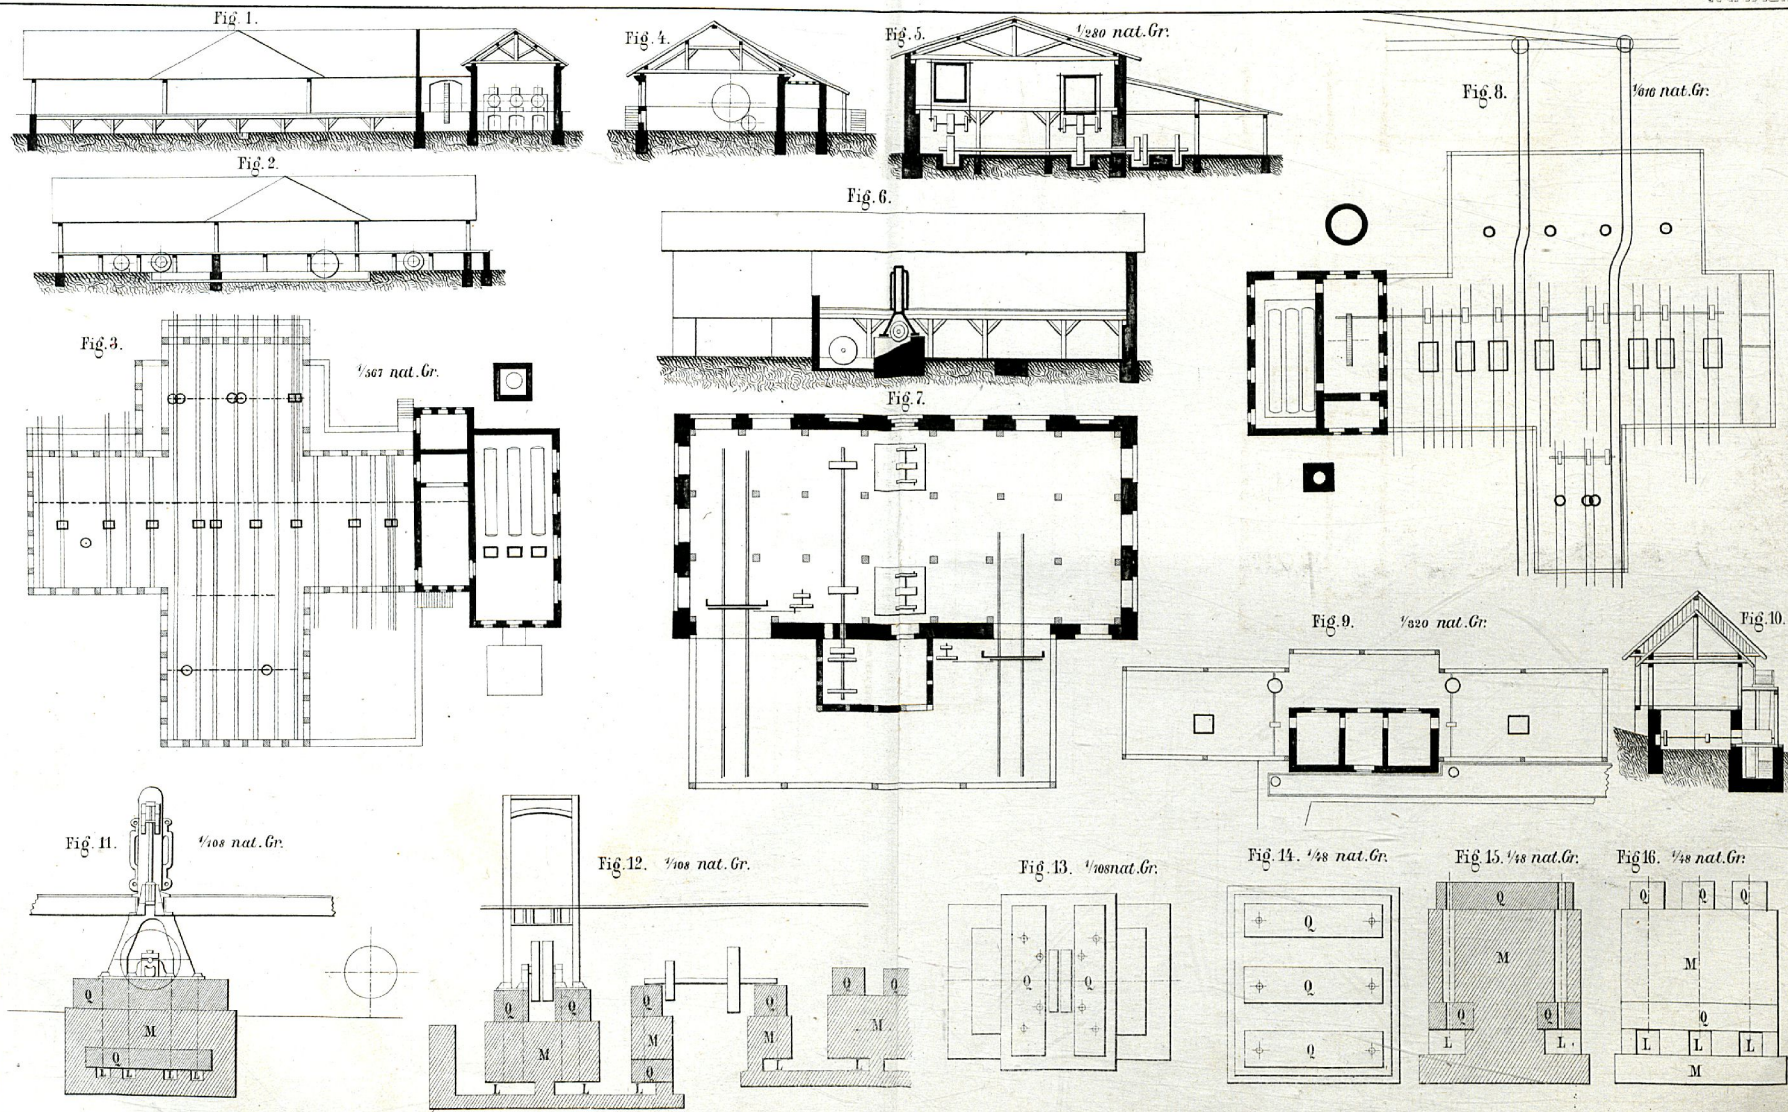 Fig. 1.
Fig. 4.
Fig. 5.
1/280 nat. Gr.
Fig. 8.
1/616 nat. Gr.
Fig. 2.
Fig. 6.
Fig. 3.
1/567 nat. Gr.
Fig. 7.
Fig. 9.
1/320 nat. Gr.
Fig. 10.
Fig. 11.
1/108 nat. Gr.
Fig. 12.
1/108 nat. Gr.
Fig. 13. 1/108 nat. Gr.
Fig. 14. 1/48 nat. Gr.
Fig. 15. 1/48 nat. Gr.
Fig 16. 1/48 nat. Gr.
Q
M
Q
L L L L
Q Q
M
L L
Q
M
Q
L
Q
M
L
Q Q
M
Q Q
Q
Q
Q
Q
M
Q Q
L L
Q Q Q
M
Q
L L L
M